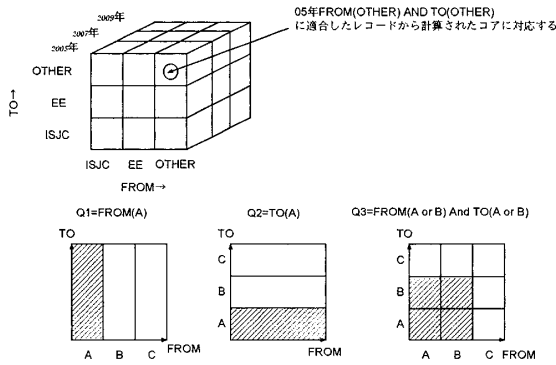 2009年
2007年
2005年
05年FROM(OTHER) AND TO(OTHER)
に適合したレコードから計算されたコアに対応する
TO→
OTHER
EE
ISJC
ISJC EE OTHER
FROM→
Q1=FROM(A)
TO
A B C
FROM
Q2=TO(A)
TO
C
B
A
FROM
Q3=FROM(A or B) And TO(A or B)
TO
C
B
A
A B C FROM